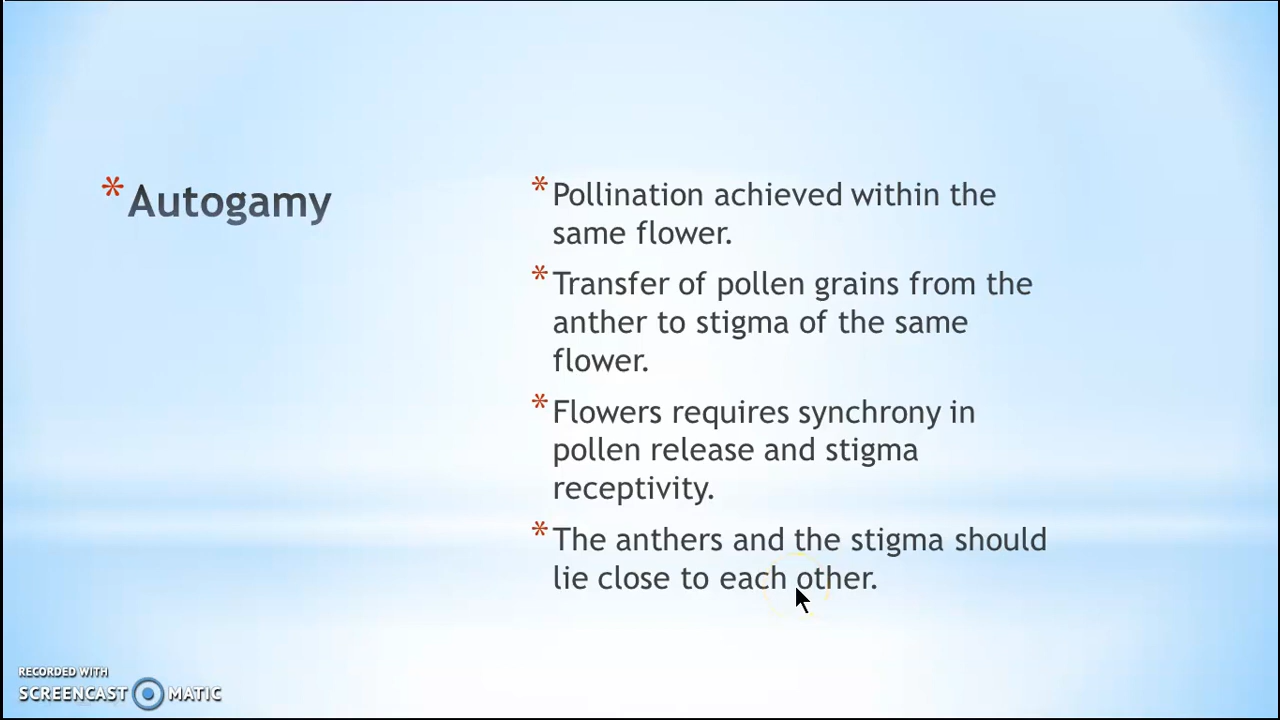 * Autogamy
* Pollination achieved within the
same flower.
* Transfer of pollen grains from the
anther to stigma of the same
flower.
* Flowers requires synchrony in
pollen release and stigma
receptivity.
* The anthers and the stigma should
lie close to each other.
RECORDED WITH
SCREENCAST MATIC